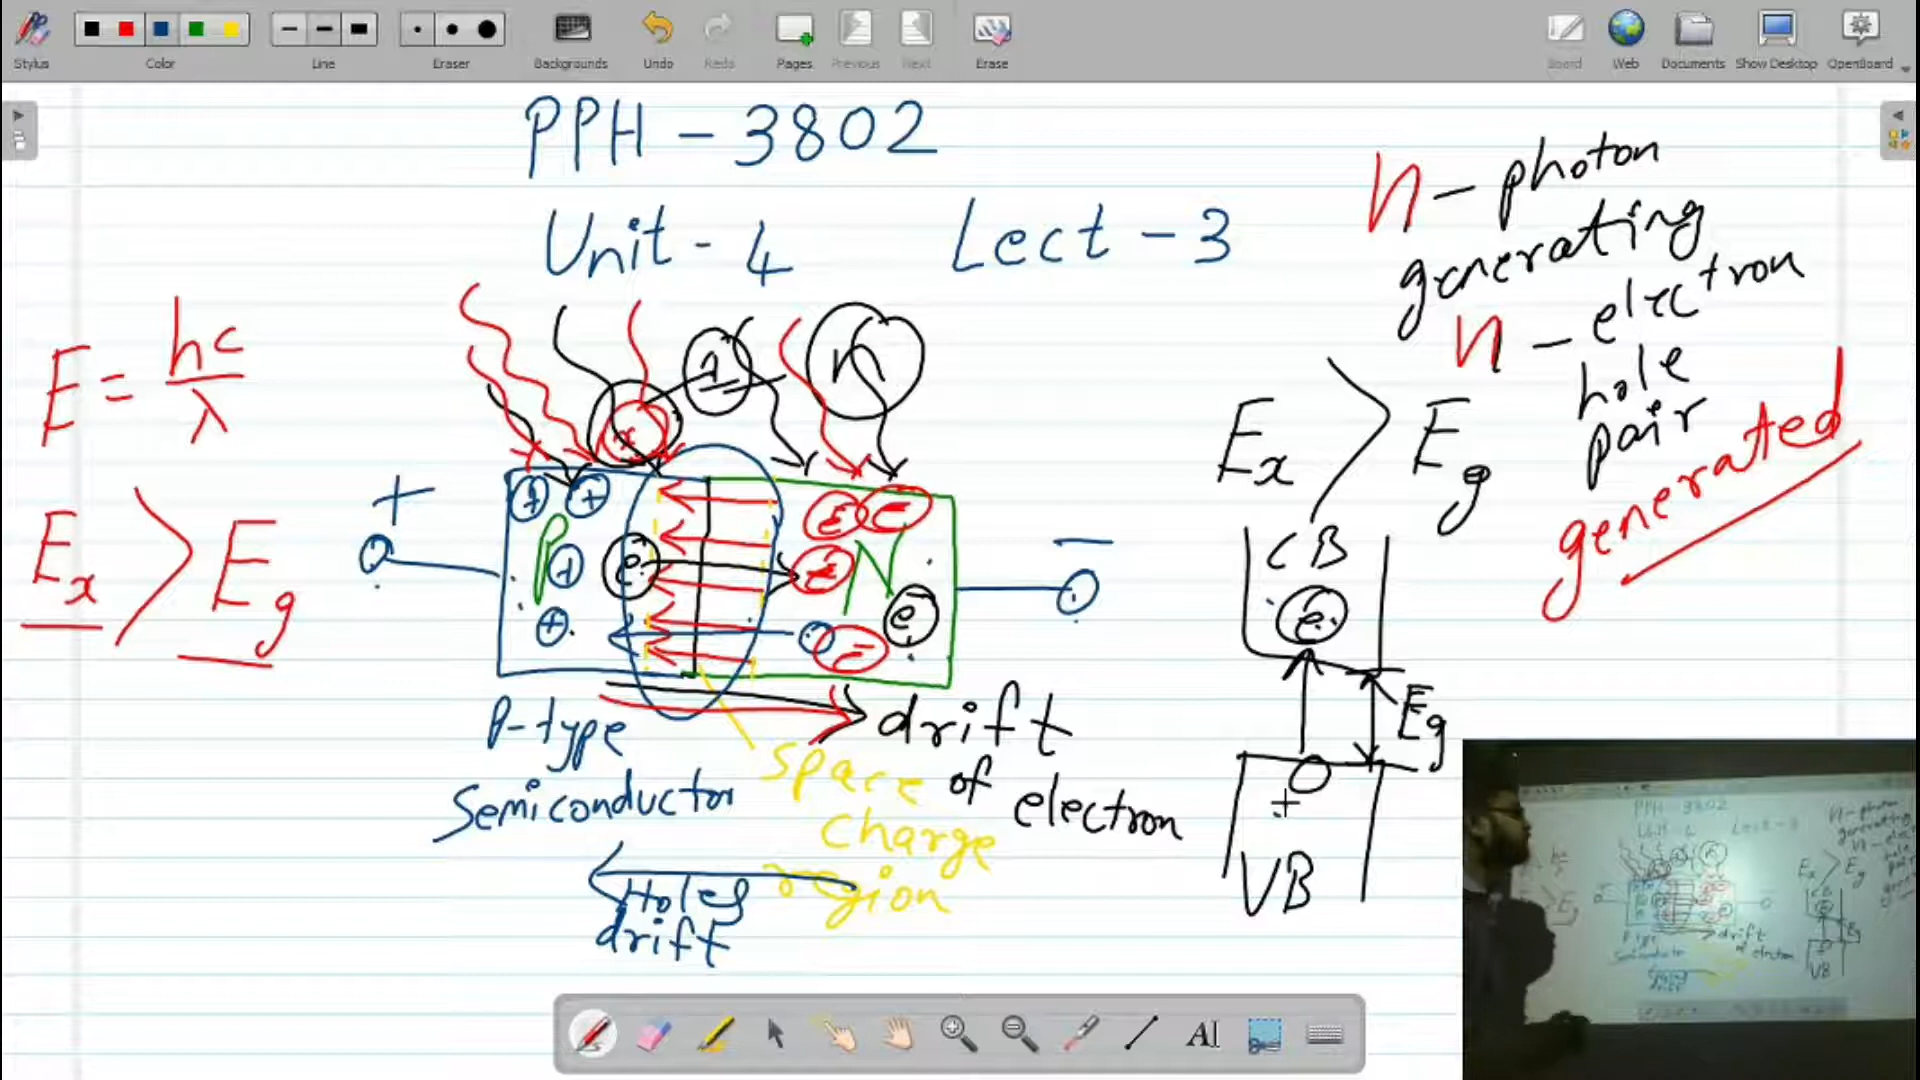 Stylus
Color
Line
Eraser
Backgrounds
Undo
Redo
Pages
Previous
Next
Erase
Board
Web
Documents
Show Desktop
OpenBoard
PPH - 3802
Unit - 4 Lect - 3
n - photon
generating
n - electron
hole
pair
generated
E = hc/λ
Ex > Eg
Ex > Eg
x
λ
n
+ P e N e -
P-type
Semiconductor
Space
Charge
region
drift
of
electron
Holes
drift
CB
e
Eg
+
VB